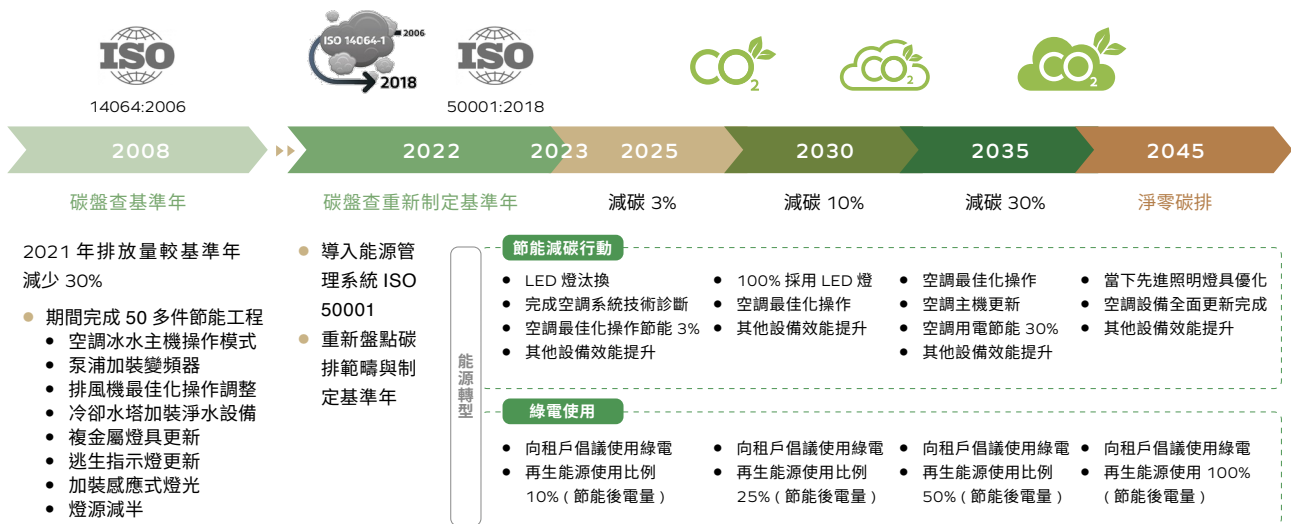 ISO
14064:2006
ISO 14064-1
2006
2018
ISO
50001:2018
CO2
CO2
CO2
2008
2022
2023
2025
2030
2035
2045
碳盤查基準年
碳盤查重新制定基準年
減碳 3%
減碳 10%
減碳 30%
淨零碳排
2021 年排放量較基準年
減少 30%
● 期間完成 50 多件節能工程
● 空調冰水主機操作模式
● 泵浦加裝變頻器
● 排風機最佳化操作調整
● 冷卻水塔加裝淨水設備
● 複金屬燈具更新
● 逃生指示燈更新
● 加裝感應式燈光
● 燈源減半
● 導入能源管
理系統 ISO
50001
● 重新盤點碳
排範疇與制
定基準年
能源轉型
節能減碳行動
● LED 燈汰換
● 完成空調系統技術診斷
● 空調最佳化操作節能 3%
● 其他設備效能提升
● 100% 採用 LED 燈
● 空調最佳化操作
● 其他設備效能提升
● 空調最佳化操作
● 空調主機更新
● 空調用電節能 30%
● 其他設備效能提升
● 當下先進照明燈具優化
● 空調設備全面更新完成
● 其他設備效能提升
綠電使用
● 向租戶倡議使用綠電
● 再生能源使用比例
10% ( 節能後電量 )
● 向租戶倡議使用綠電
● 再生能源使用比例
25% ( 節能後電量 )
● 向租戶倡議使用綠電
● 再生能源使用比例
50% ( 節能後電量 )
● 向租戶倡議使用綠電
● 再生能源使用 100%
( 節能後電量 )